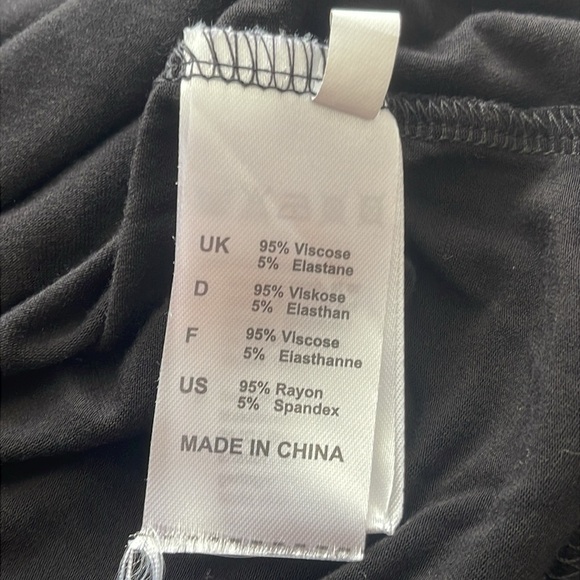 UK 95% Viscose
5% Elastane
D 95% Viskose
5% Elasthan
F 95% Viscose
5% Elasthanne
US 95% Rayon
5% Spandex
MADE IN CHINA